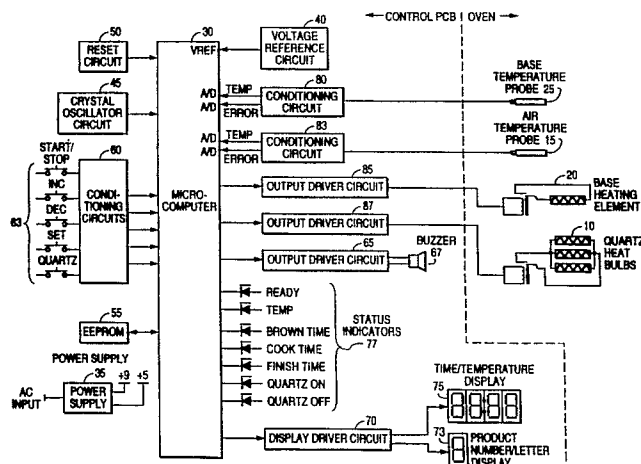 CONTROL PCB
OVEN
50
RESET CIRCUIT
45
CRYSTAL OSCILLATOR CIRCUIT
START/STOP
INC
DEC
SET
QUARTZ
63
60
CONDITIONING CIRCUITS
55
EEPROM
POWER SUPPLY
AC INPUT
35
POWER SUPPLY
+9
+5
30
VREF
A/D
A/D
A/D
A/D
MICRO-COMPUTER
40
VOLTAGE REFERENCE CIRCUIT
TEMP
ERROR
80
CONDITIONING CIRCUIT
BASE TEMPERATURE PROBE 25
TEMP
ERROR
83
CONDITIONING CIRCUIT
AIR TEMPERATURE PROBE 15
85
OUTPUT DRIVER CIRCUIT
20
BASE HEATING ELEMENT
87
OUTPUT DRIVER CIRCUIT
10
QUARTZ HEAT BULBS
65
OUTPUT DRIVER CIRCUIT
BUZZER
67
READY
TEMP
BROWN TIME
COOK TIME
FINISH TIME
QUARTZ ON
QUARTZ OFF
STATUS INDICATORS
77
70
DISPLAY DRIVER CIRCUIT
TIME/TEMPERATURE DISPLAY
75
73
PRODUCT NUMBER/LETTER DISPLAY